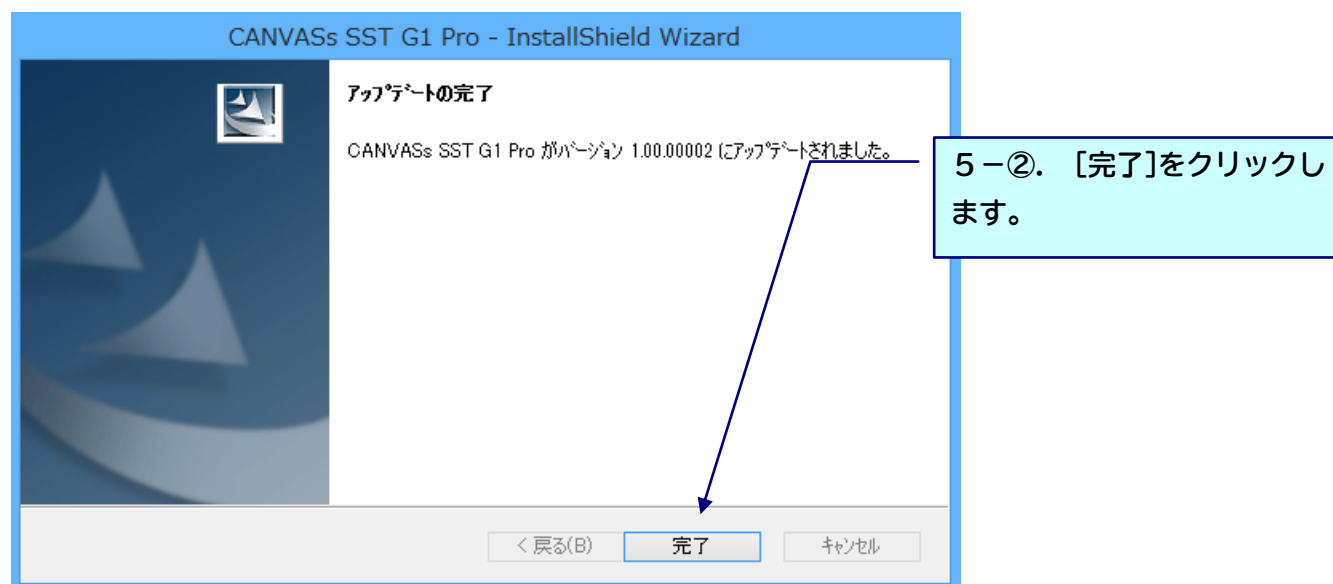 CANVASs SST G1 Pro - InstallShield Wizard
ｱｯﾌﾟﾃﾞｰﾄの完了
CANVASs SST G1 Pro がﾊﾞｰｼﾞｮﾝ 1.00.00002 にｱｯﾌﾟﾃﾞｰﾄされました。
５－②． [完了]をクリックし
ます。
< 戻る(B)
完了
ｷｬﾝｾﾙ